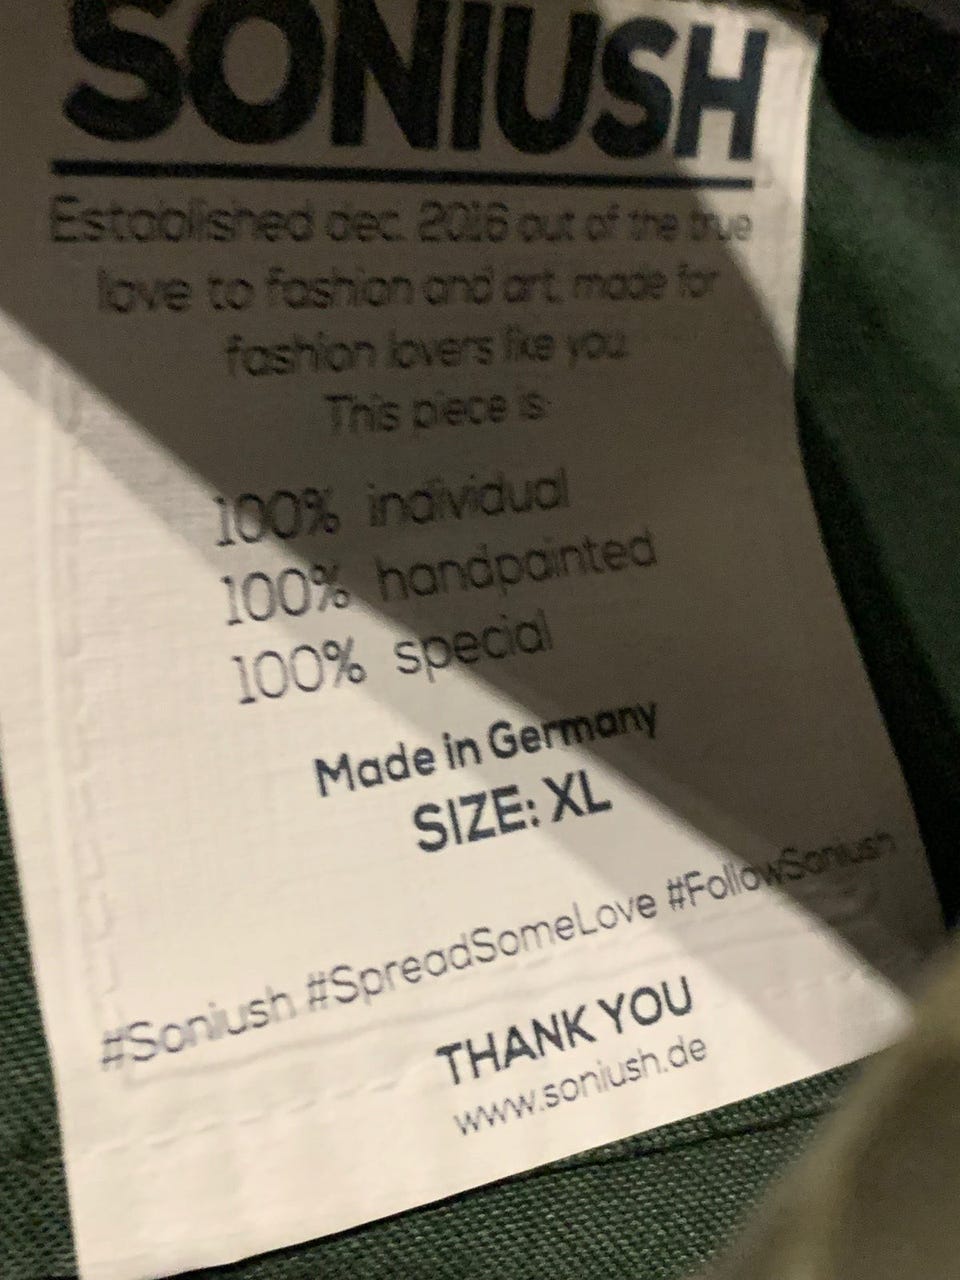 SONIUSH
Established dec. 2016 out of the true
love to fashion and art, made for
fashion lovers like you.
This piece is:
100% individual
100% handpainted
100% special
Made in Germany
SIZE: XL
#Soniush #SpreadSomeLove #FollowSoniush
THANK YOU
www.soniush.de